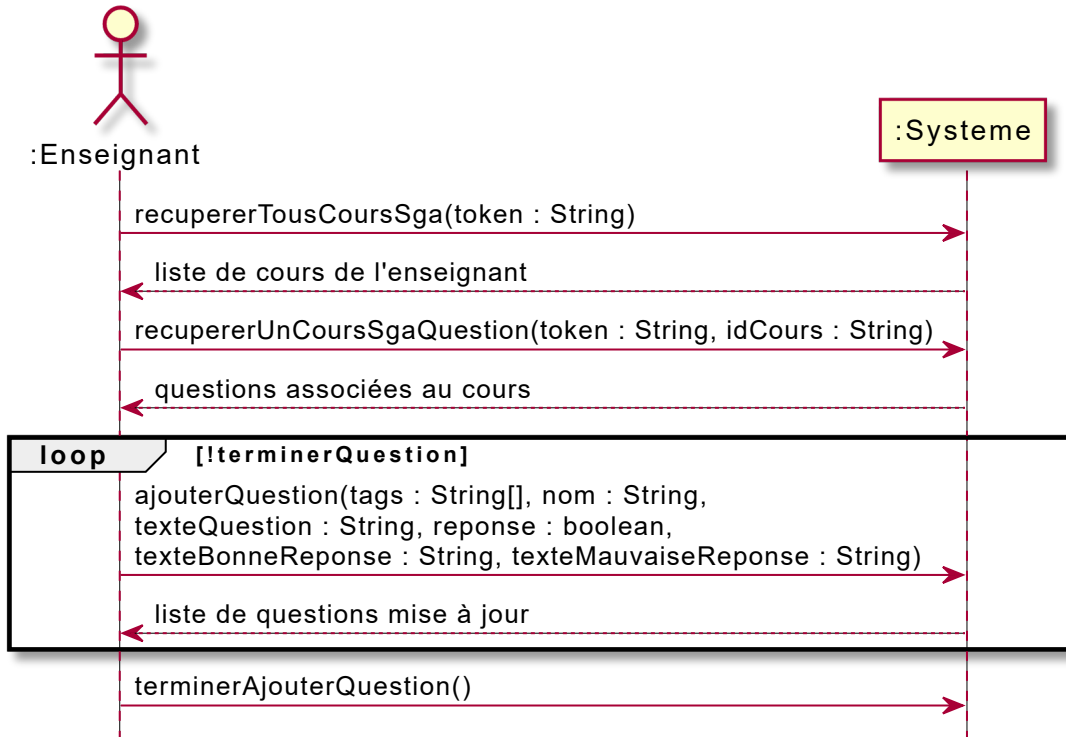 :Enseignant
:Systeme
recupererTousCoursSga(token : String)
liste de cours de l'enseignant
recupererUnCoursSgaQuestion(token : String, idCours : String)
questions associées au cours
loop
[!terminerQuestion]
ajouterQuestion(tags : String[], nom : String,
texteQuestion : String, reponse : boolean,
texteBonneReponse : String, texteMauvaiseReponse : String)
liste de questions mise à jour
terminerAjouterQuestion()